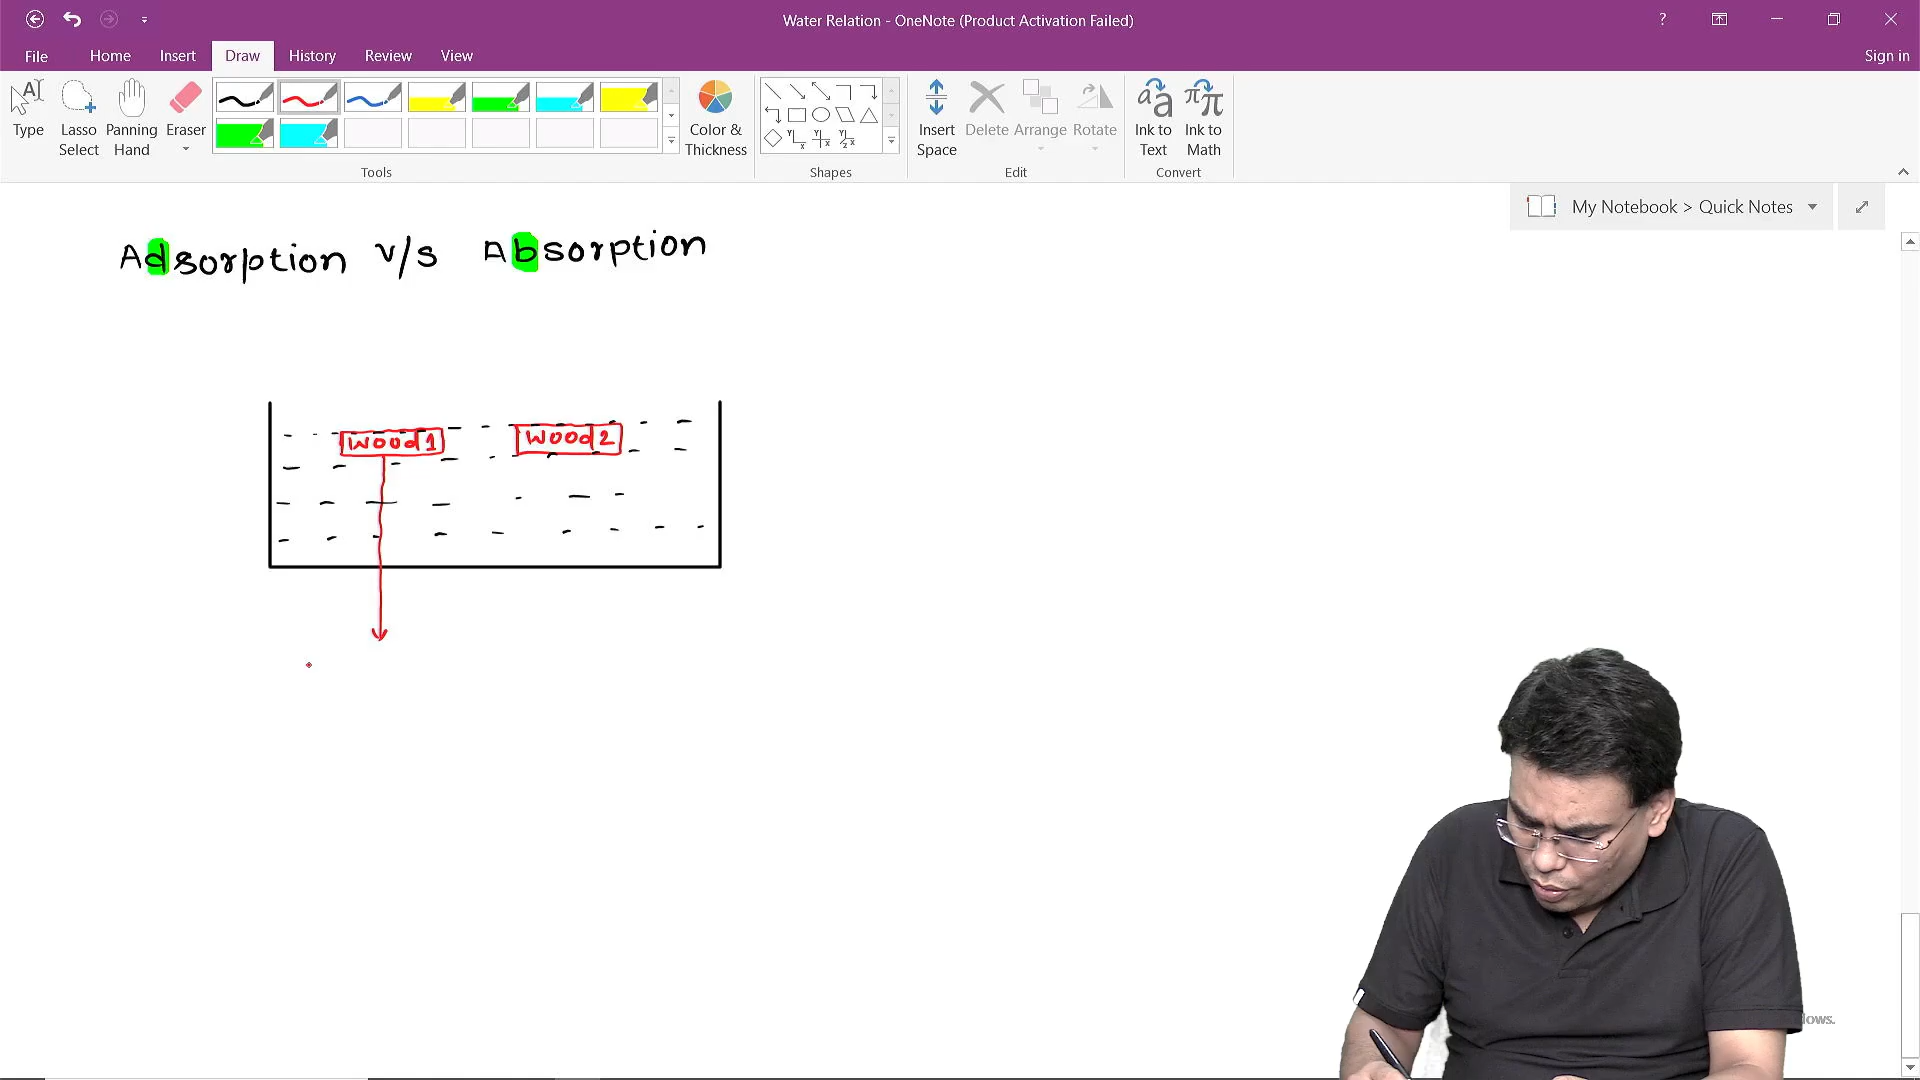 Water Relation - OneNote (Product Activation Failed)
?
File Home Insert Draw History Review View
Sign in
Type
Lasso Select
Panning Hand
Eraser
Color & Thickness
Insert Space
Delete
Arrange
Rotate
Ink to Text
Ink to Math
Tools
Shapes
Edit
Convert
My Notebook > Quick Notes
Adsorption v/s Absorption
Wood 1
Wood 2